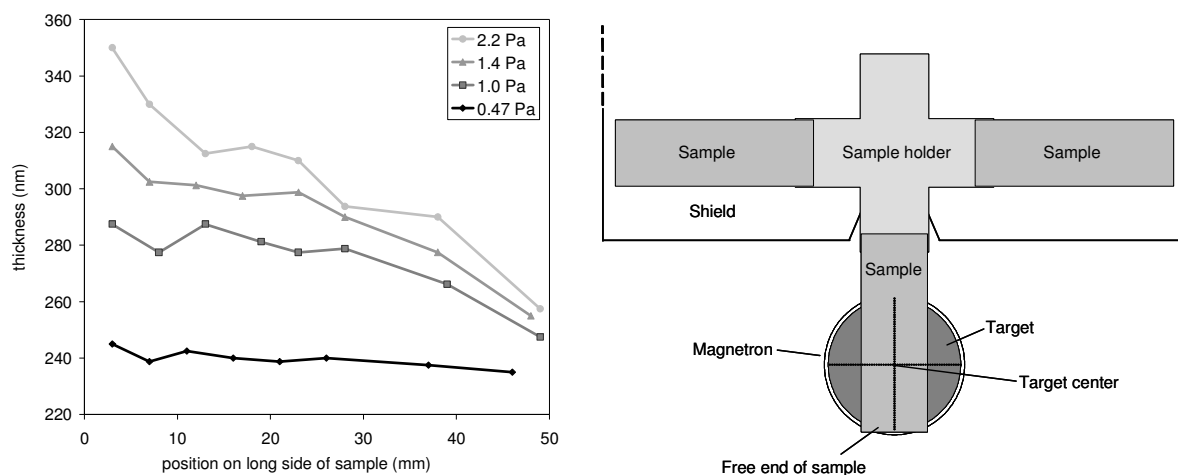 360
340
320
300
280
260
240
220
thickness (nm)
2.2 Pa
1.4 Pa
1.0 Pa
0.47 Pa
0
10
20
30
40
50
position on long side of sample (mm)
Sample
Sample holder
Sample
Shield
Sample
Target
Magnetron
Target center
Free end of sample